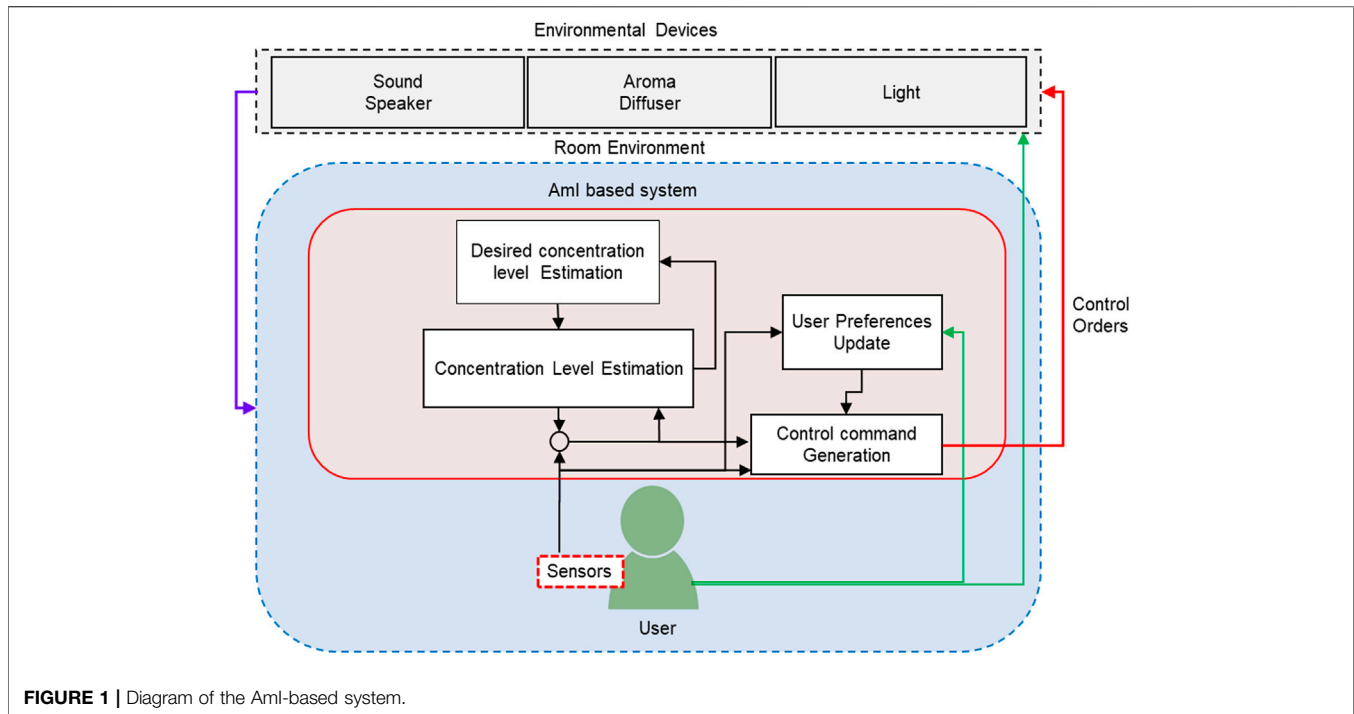 Environmental Devices
Sound
Speaker
Aroma
Diffuser
Light
Room Environment
AmI based system
Desired concentration
level Estimation
User Preferences
Update
Control
Orders
Concentration Level Estimation
Control command
Generation
Sensors
User
FIGURE 1 | Diagram of the AmI-based system.